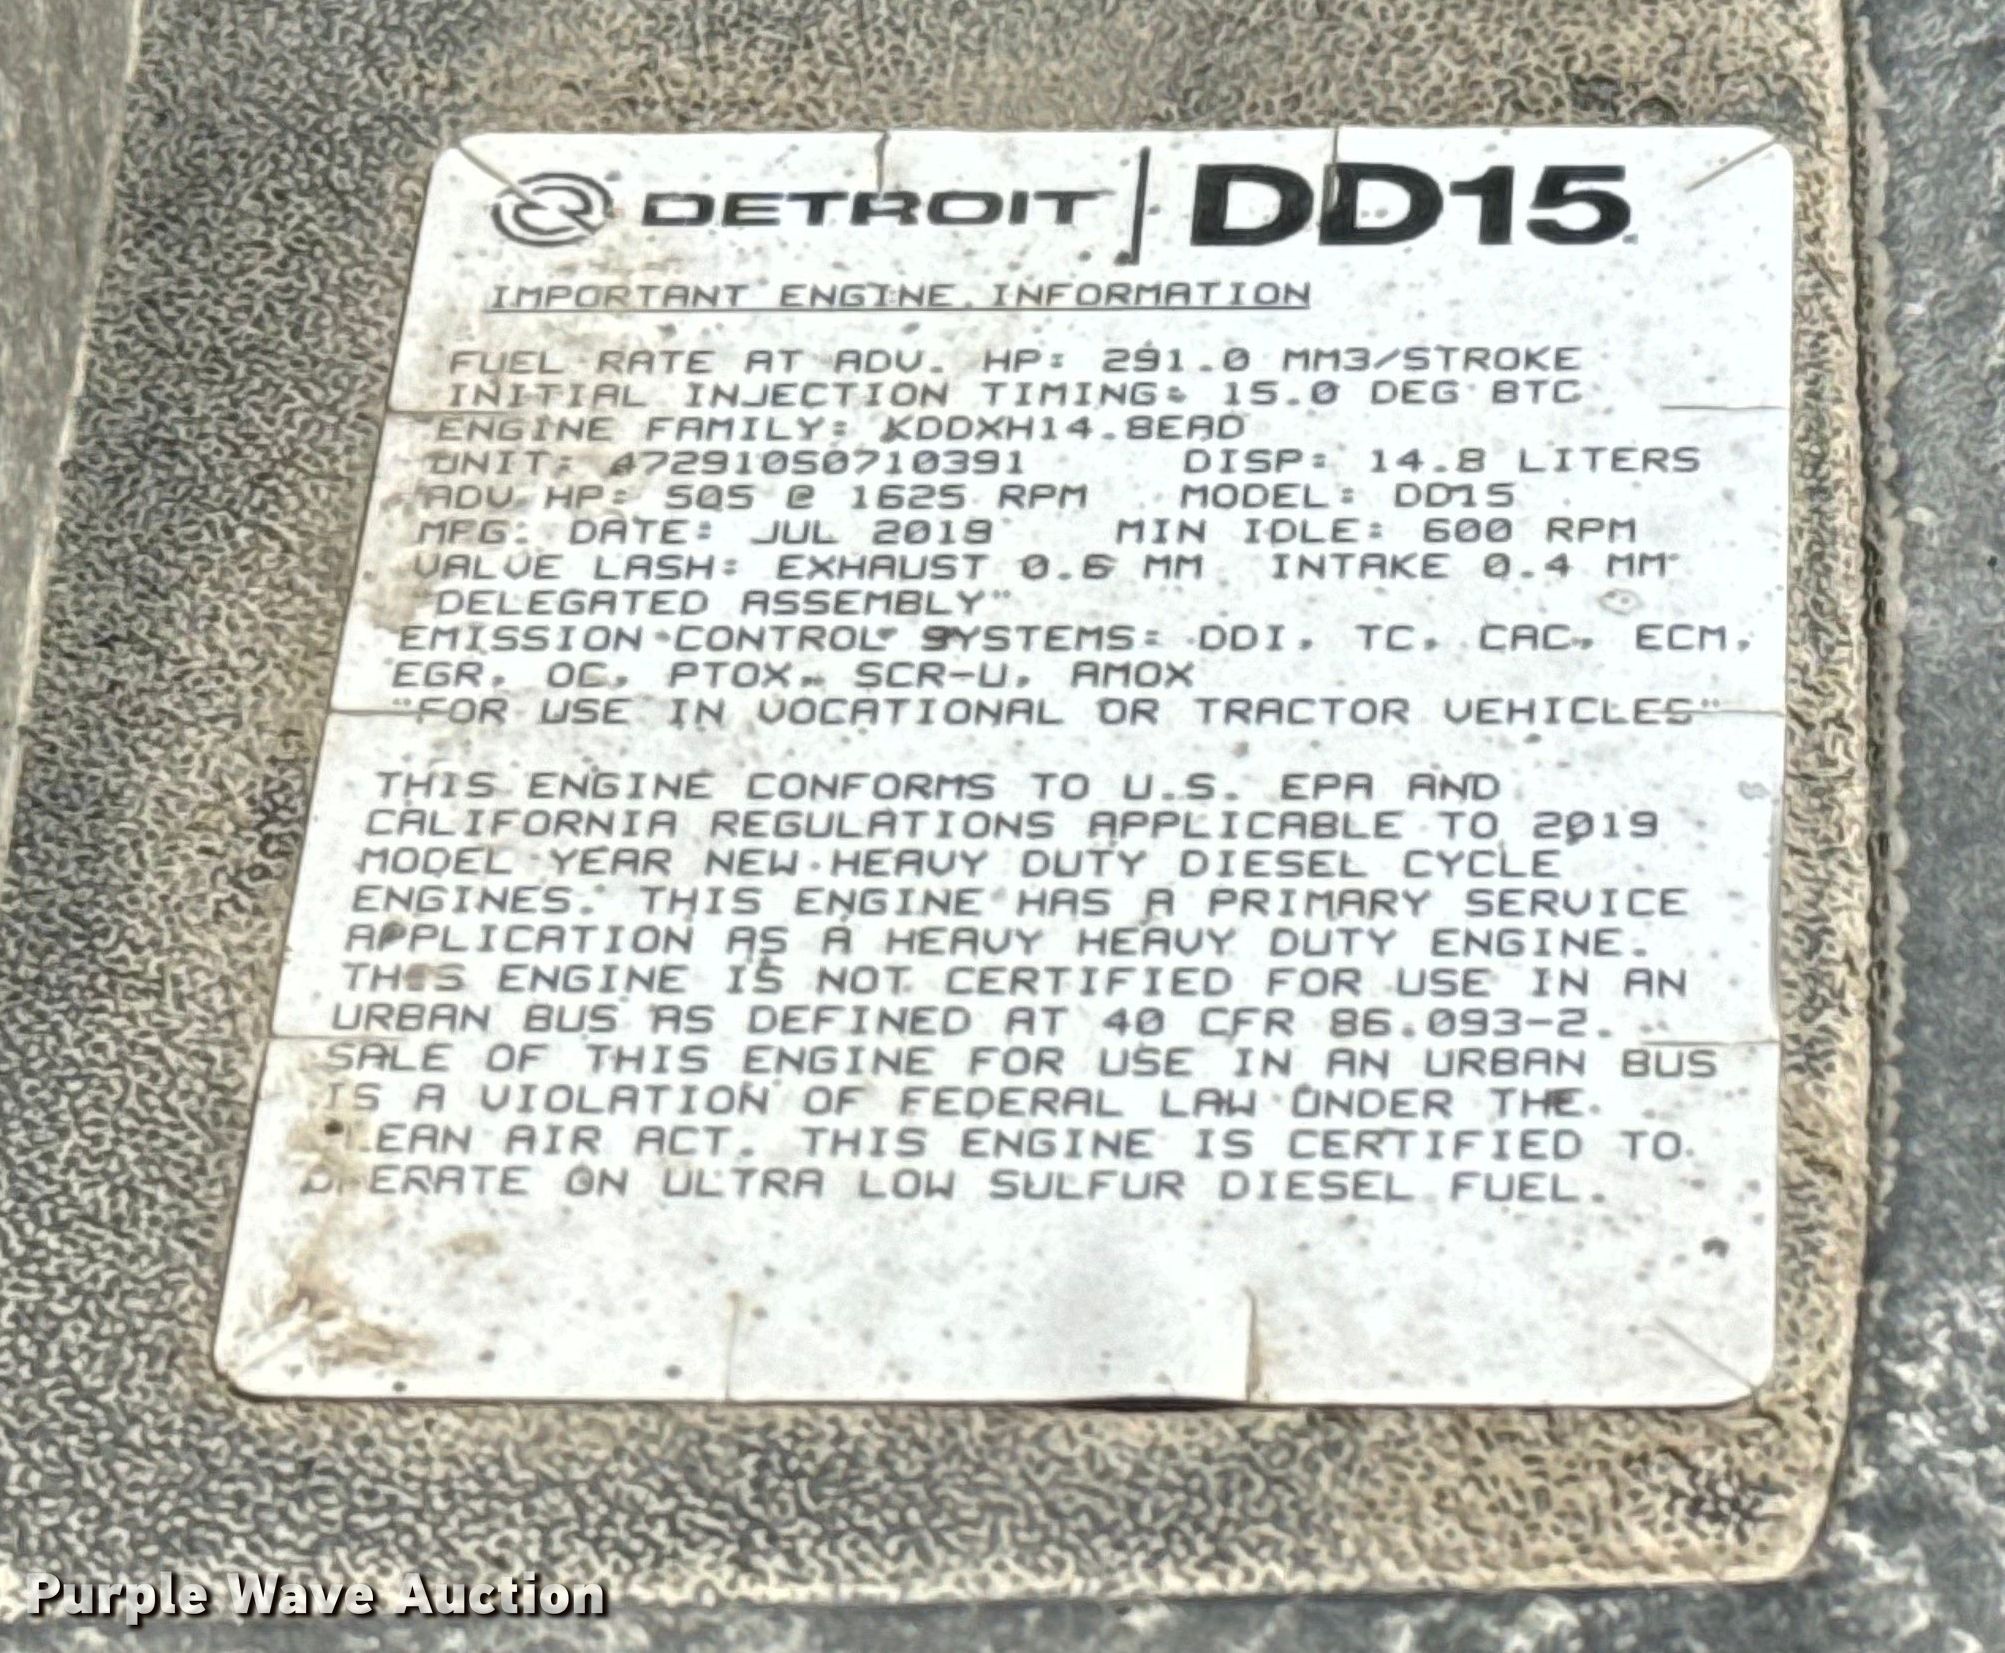 DETROIT DD15
IMPORTANT ENGINE INFORMATION
FUEL RATE AT ADV. HP: 291.0 MM3/STROKE
INITIAL INJECTION TIMING: 15.0 DEG BTC
ENGINE FAMILY: KDDXH14.8EAD
UNIT: 472910S0710391 DISP: 14.8 LITERS
ADV HP: 505 @ 1625 RPM MODEL: DD15
MFG. DATE: JUL 2019 MIN IDLE: 600 RPM
VALVE LASH: EXHAUST 0.6 MM INTAKE 0.4 MM
"DELEGATED ASSEMBLY"
EMISSION CONTROL SYSTEMS: DDI, TC, CAC, ECM,
EGR, OC, PTOX, SCR-U, AMOX
"FOR USE IN VOCATIONAL OR TRACTOR VEHICLES"
THIS ENGINE CONFORMS TO U.S. EPA AND
CALIFORNIA REGULATIONS APPLICABLE TO 2019
MODEL YEAR NEW HEAVY DUTY DIESEL CYCLE
ENGINES. THIS ENGINE HAS A PRIMARY SERVICE
APPLICATION AS A HEAVY HEAVY DUTY ENGINE.
THIS ENGINE IS NOT CERTIFIED FOR USE IN AN
URBAN BUS AS DEFINED AT 40 CFR 86.093-2.
SALE OF THIS ENGINE FOR USE IN AN URBAN BUS
IS A VIOLATION OF FEDERAL LAW UNDER THE
CLEAN AIR ACT. THIS ENGINE IS CERTIFIED TO
OPERATE ON ULTRA LOW SULFUR DIESEL FUEL.
Purple Wave Auction